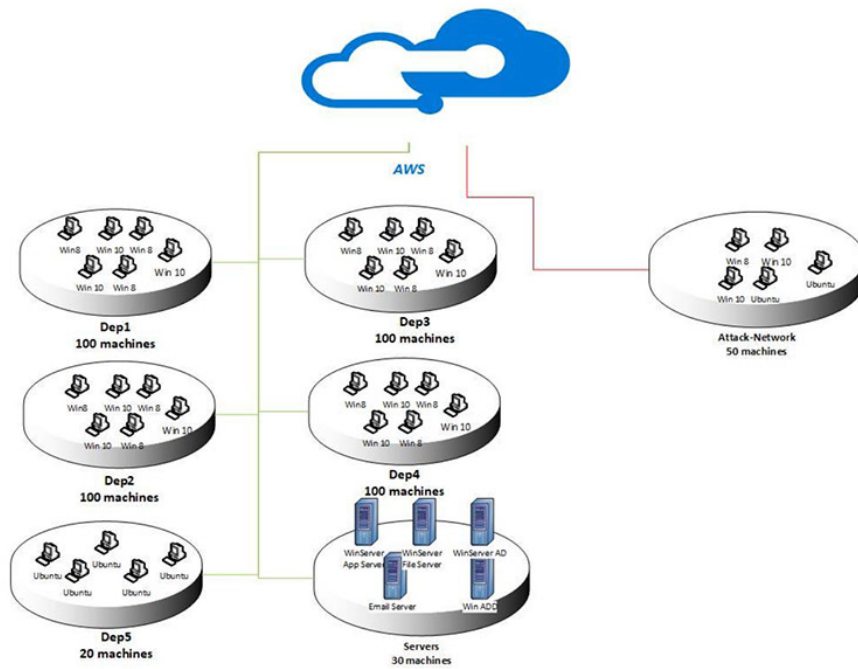 AWS
Win8
Win 10
Win 8
Win 10
Win 10
Win 8
Dep1
100 machines
Win8
Win 10
Win 8
Win 10
Win 10
Win 8
Dep3
100 machines
Win 8
Win 10
Ubuntu
Win 10
Ubuntu
Attack-Network
50 machines
Win8
Win 10
Win 8
Win 10
Win 10
Win 8
Dep2
100 machines
Win8
Win 10
Win 8
Win 10
Win 10
Win 8
Dep4
100 machines
Ubuntu
Ubuntu
Ubuntu
Ubuntu
Ubuntu
Dep5
20 machines
WinServer
App Server
WinServer
File Server
WinServer AD
Email Server
Win ADD
Servers
30 machines